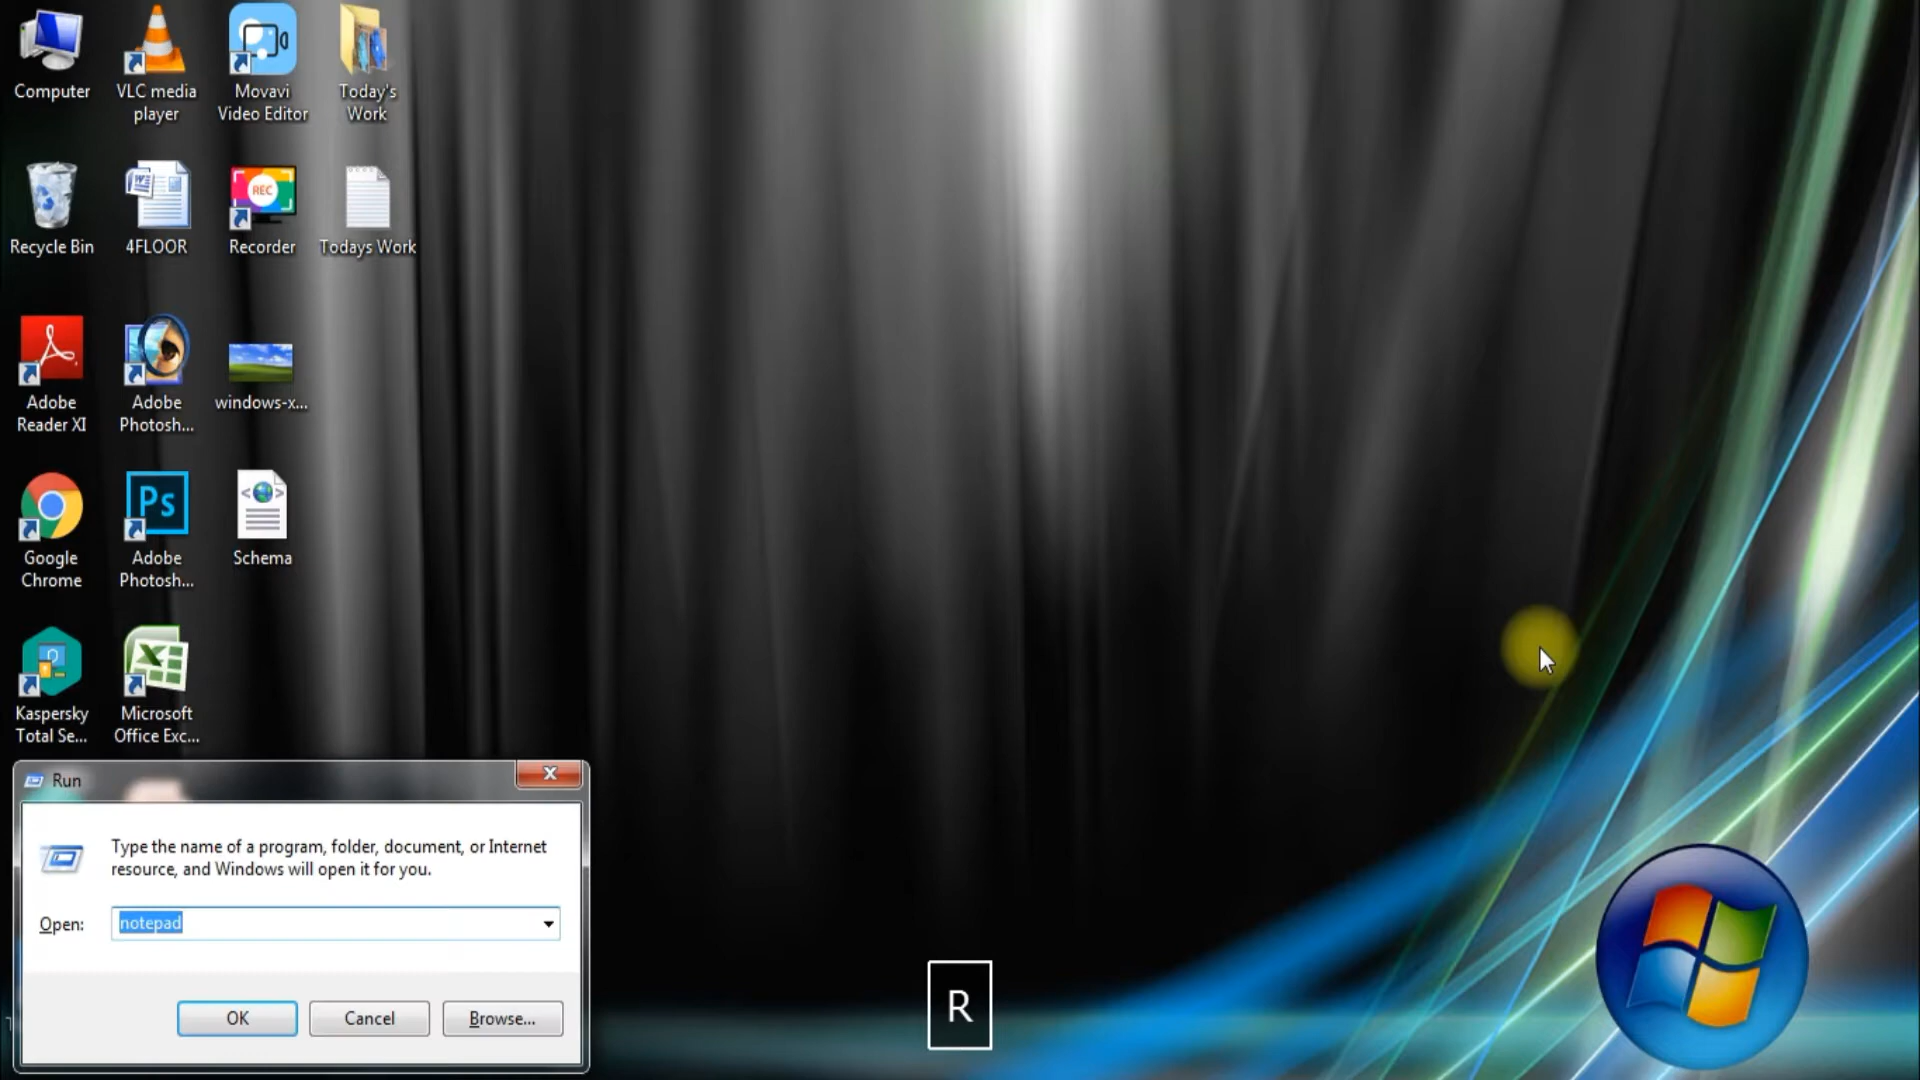 Computer
VLC media
player
Movavi
Video Editor
Today's
Work
Recycle Bin
4FLOOR
REC
Recorder
Todays Work
Adobe
Reader XI
Adobe
Photosh...
windows-x...
Google
Chrome
Ps
Adobe
Photosh...
Schema
Kaspersky
Total Se...
Microsoft
Office Exc...
Run
Type the name of a program, folder, document, or Internet
resource, and Windows will open it for you.
Open:
notepad
OK
Cancel
Browse...
R